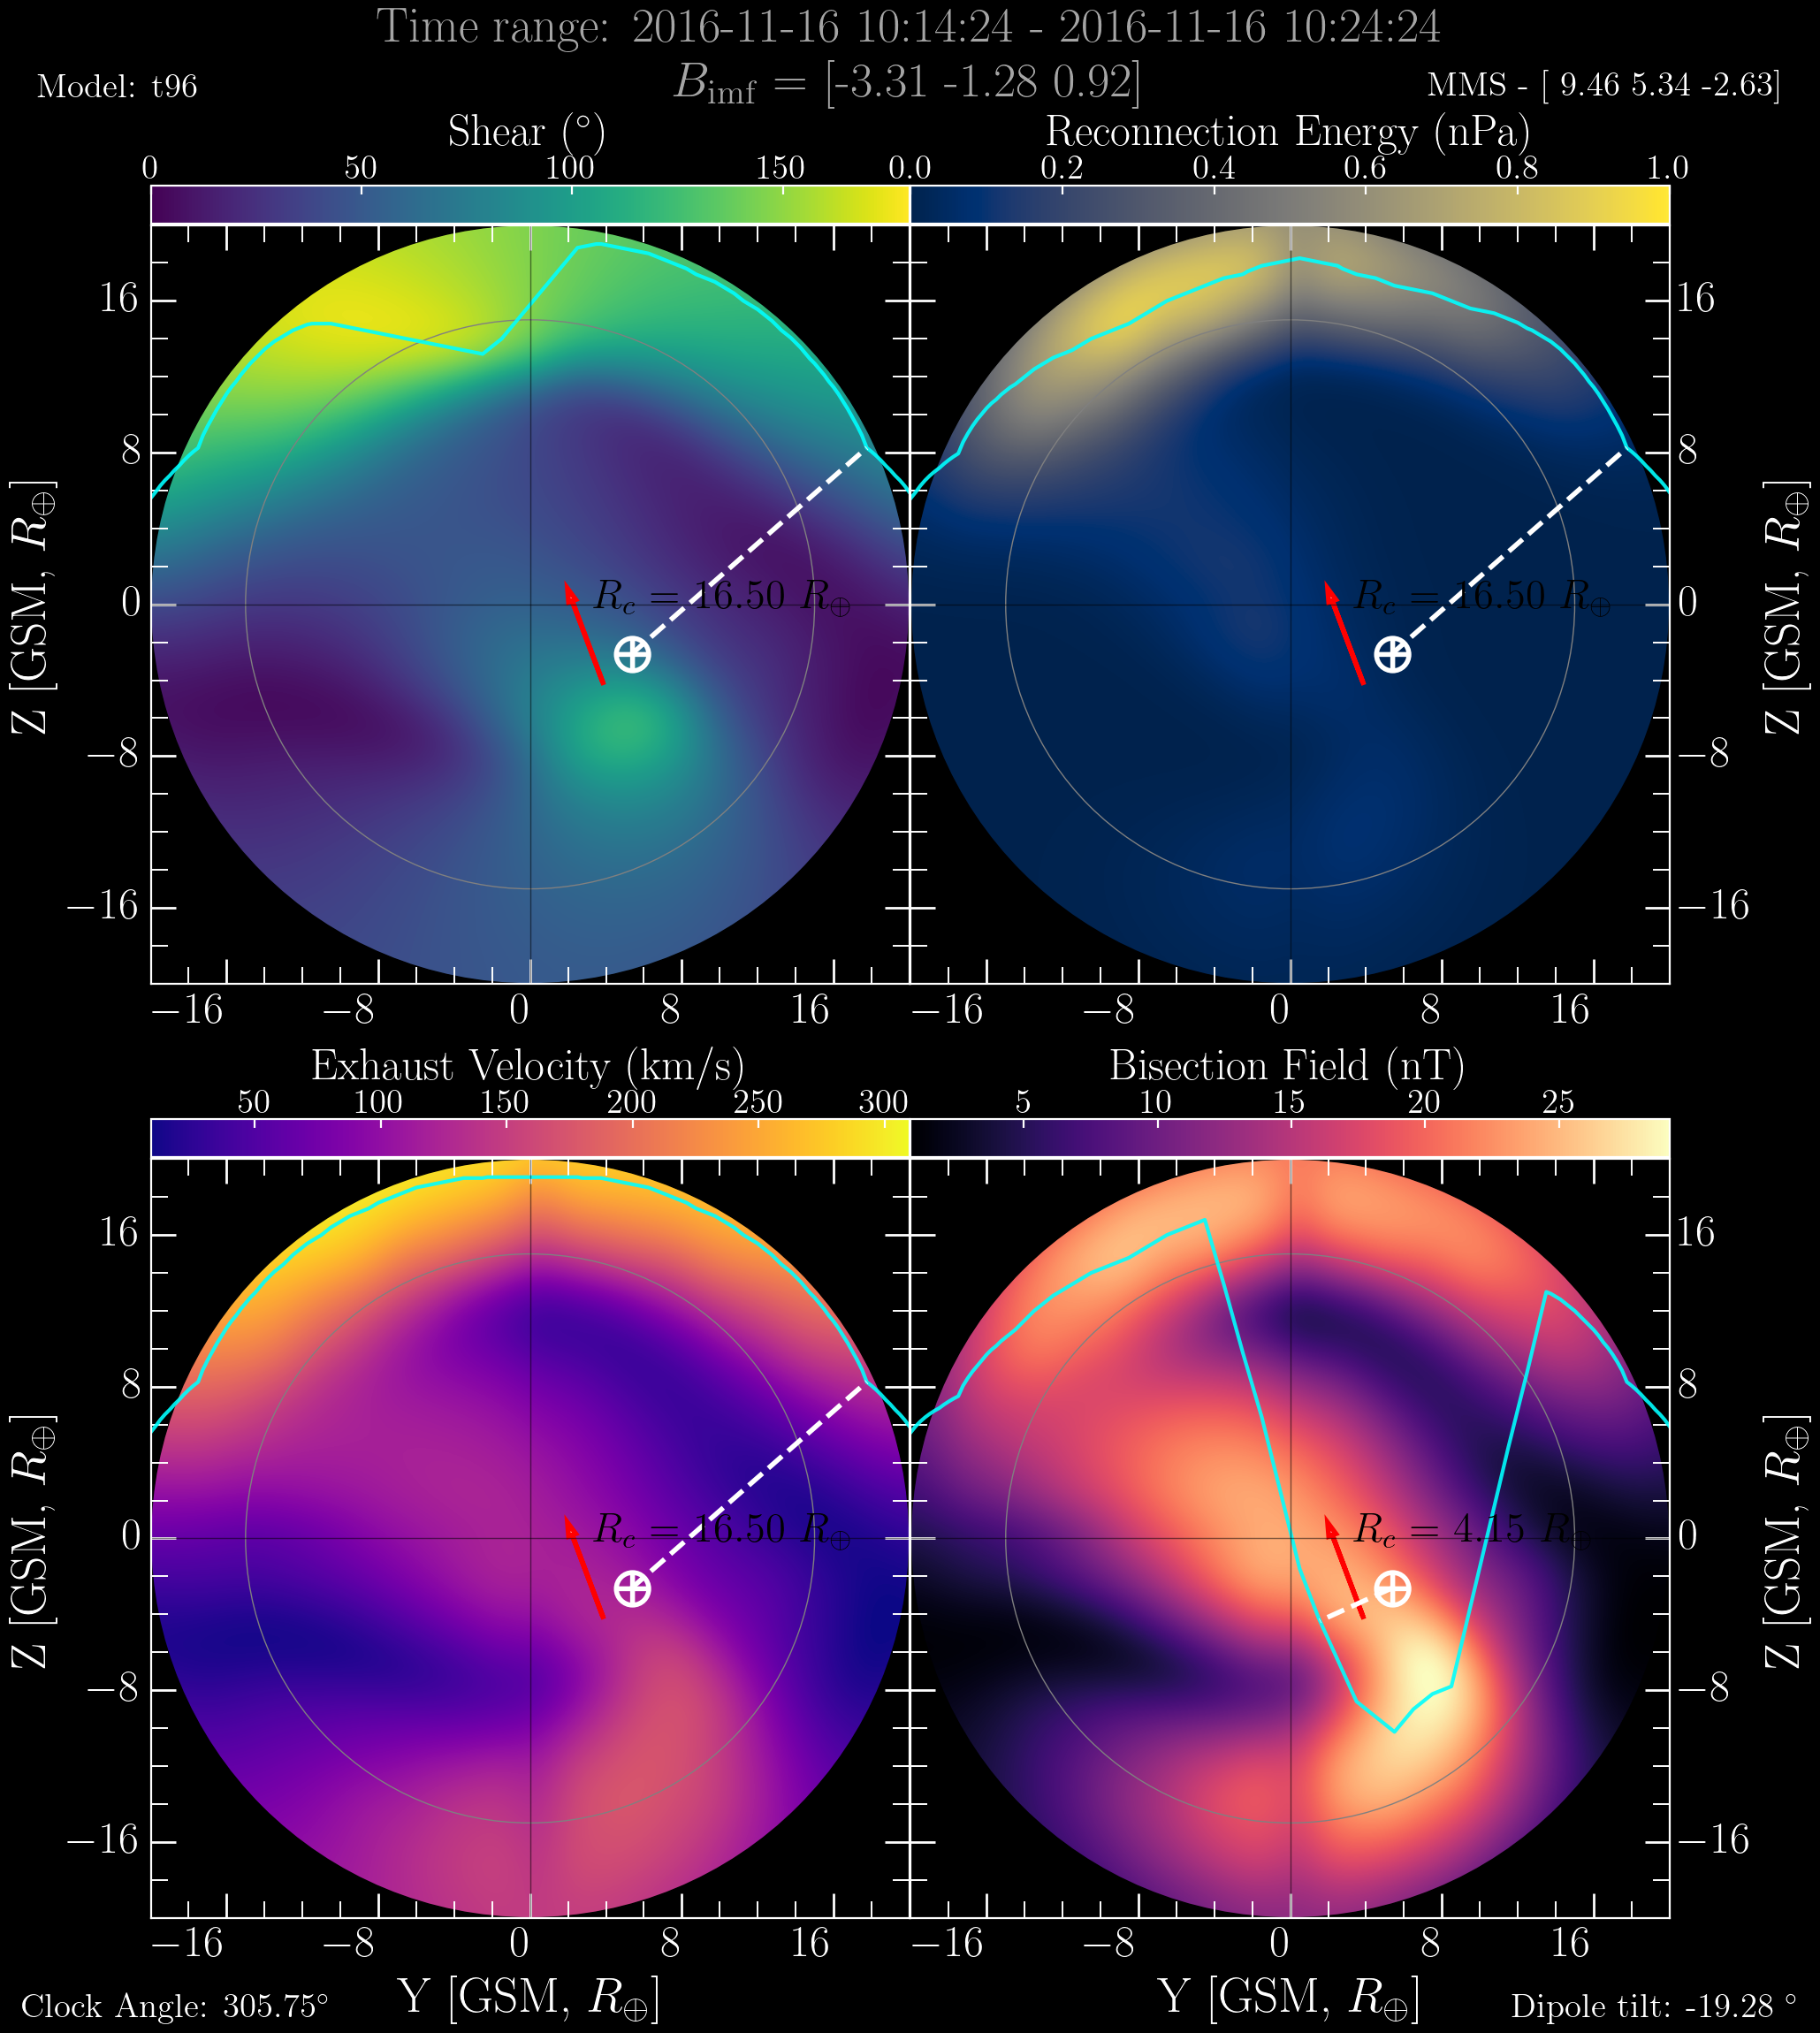 Time range: 2016-11-16 10:14:24 - 2016-11-16 10:24:24
Model: t96
B_imf = [-3.31 -1.28 0.92]
MMS - [ 9.46 5.34 -2.63]
Shear (°)
Reconnection Energy (nPa)
0 50 100 150
0.0 0.2 0.4 0.6 0.8 1.0
16 8 0 −8 −16
Z [GSM, R⊕]
R_c = 16.50 R⊕
R_c = 16.50 R⊕
16 8 0 −8 −16
Z [GSM, R⊕]
−16 −8 0 8 16
−16 −8 0 8 16
Exhaust Velocity (km/s)
Bisection Field (nT)
50 100 150 200 250 300
5 10 15 20 25
16 8 0 −8 −16
Z [GSM, R⊕]
R_c = 16.50 R⊕
R_c = 4.15 R⊕
16 8 0 −8 −16
Z [GSM, R⊕]
−16 −8 0 8 16
−16 −8 0 8 16
Y [GSM, R⊕]
Y [GSM, R⊕]
Clock Angle: 305.75°
Dipole tilt: -19.28 °